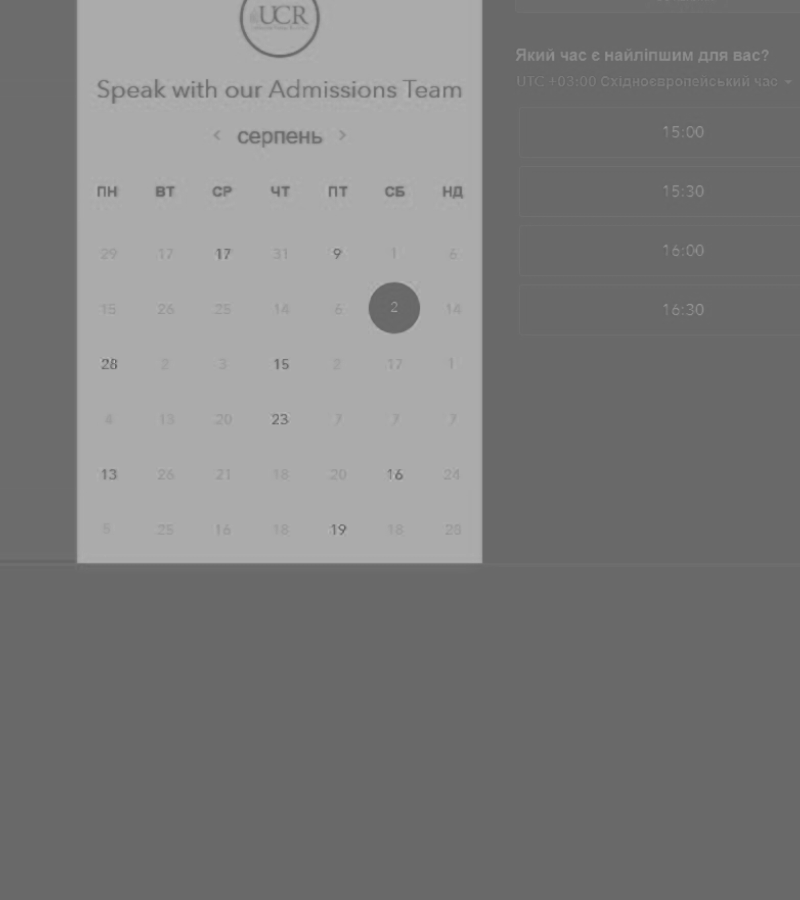 UCR
Speak with our Admissions Team
< серпень >
ПН ВТ СР ЧТ ПТ СБ НД
29 17 17 31 9 1 6
15 26 25 14 6 2 14
28 2 3 15 2 17 1
13 20 23 7 7 7
13 26 21 18 20 16 24
25 16 18 19 18
Який час є найліпшим для вас?
UTC +03:00 Східноєвропейський час
15:00
15:30
16:00
16:30